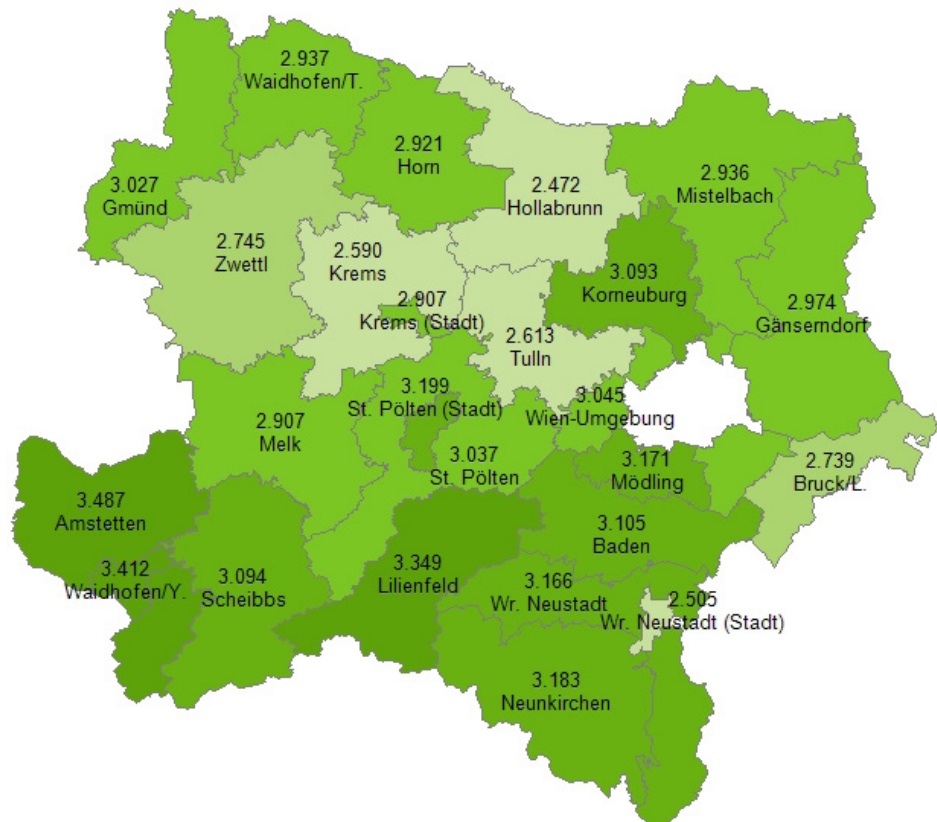 2.937
Waidhofen/T.
2.921
Horn
3.027
Gmünd
2.472
Hollabrunn
2.936
Mistelbach
2.745
Zwettl
2.590
Krems
3.093
Korneuburg
2.907
Krems (Stadt)
2.974
Gänserndorf
2.613
Tulln
3.199
St. Pölten (Stadt)
3.045
Wien-Umgebung
2.907
Melk
3.037
St. Pölten
3.171
Mödling
2.739
Bruck/L.
3.487
Amstetten
3.105
Baden
3.412
Waidhofen/Y.
3.094
Scheibbs
3.349
Lilienfeld
3.166
Wr. Neustadt
2.505
Wr. Neustadt (Stadt)
3.183
Neunkirchen